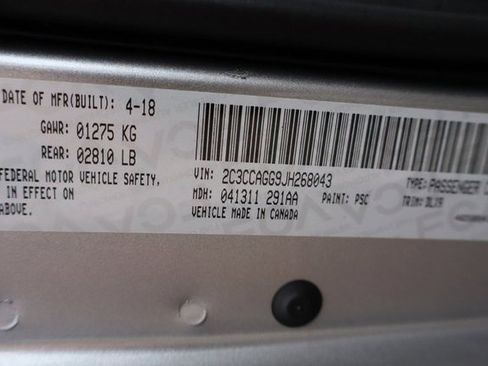 DATE OF MFR(BUILT): 4-18
GAWR: 01275 KG
REAR: 02810 LB
FEDERAL MOTOR VEHICLE SAFETY,
IN EFFECT ON
ABOVE.
VIN: 2C3CCAGG9JH268043
TYPE: PASSENGER
MDH: 041311 291AA
PAINT: PSC
TRIM: DLX9
VEHICLE MADE IN CANADA